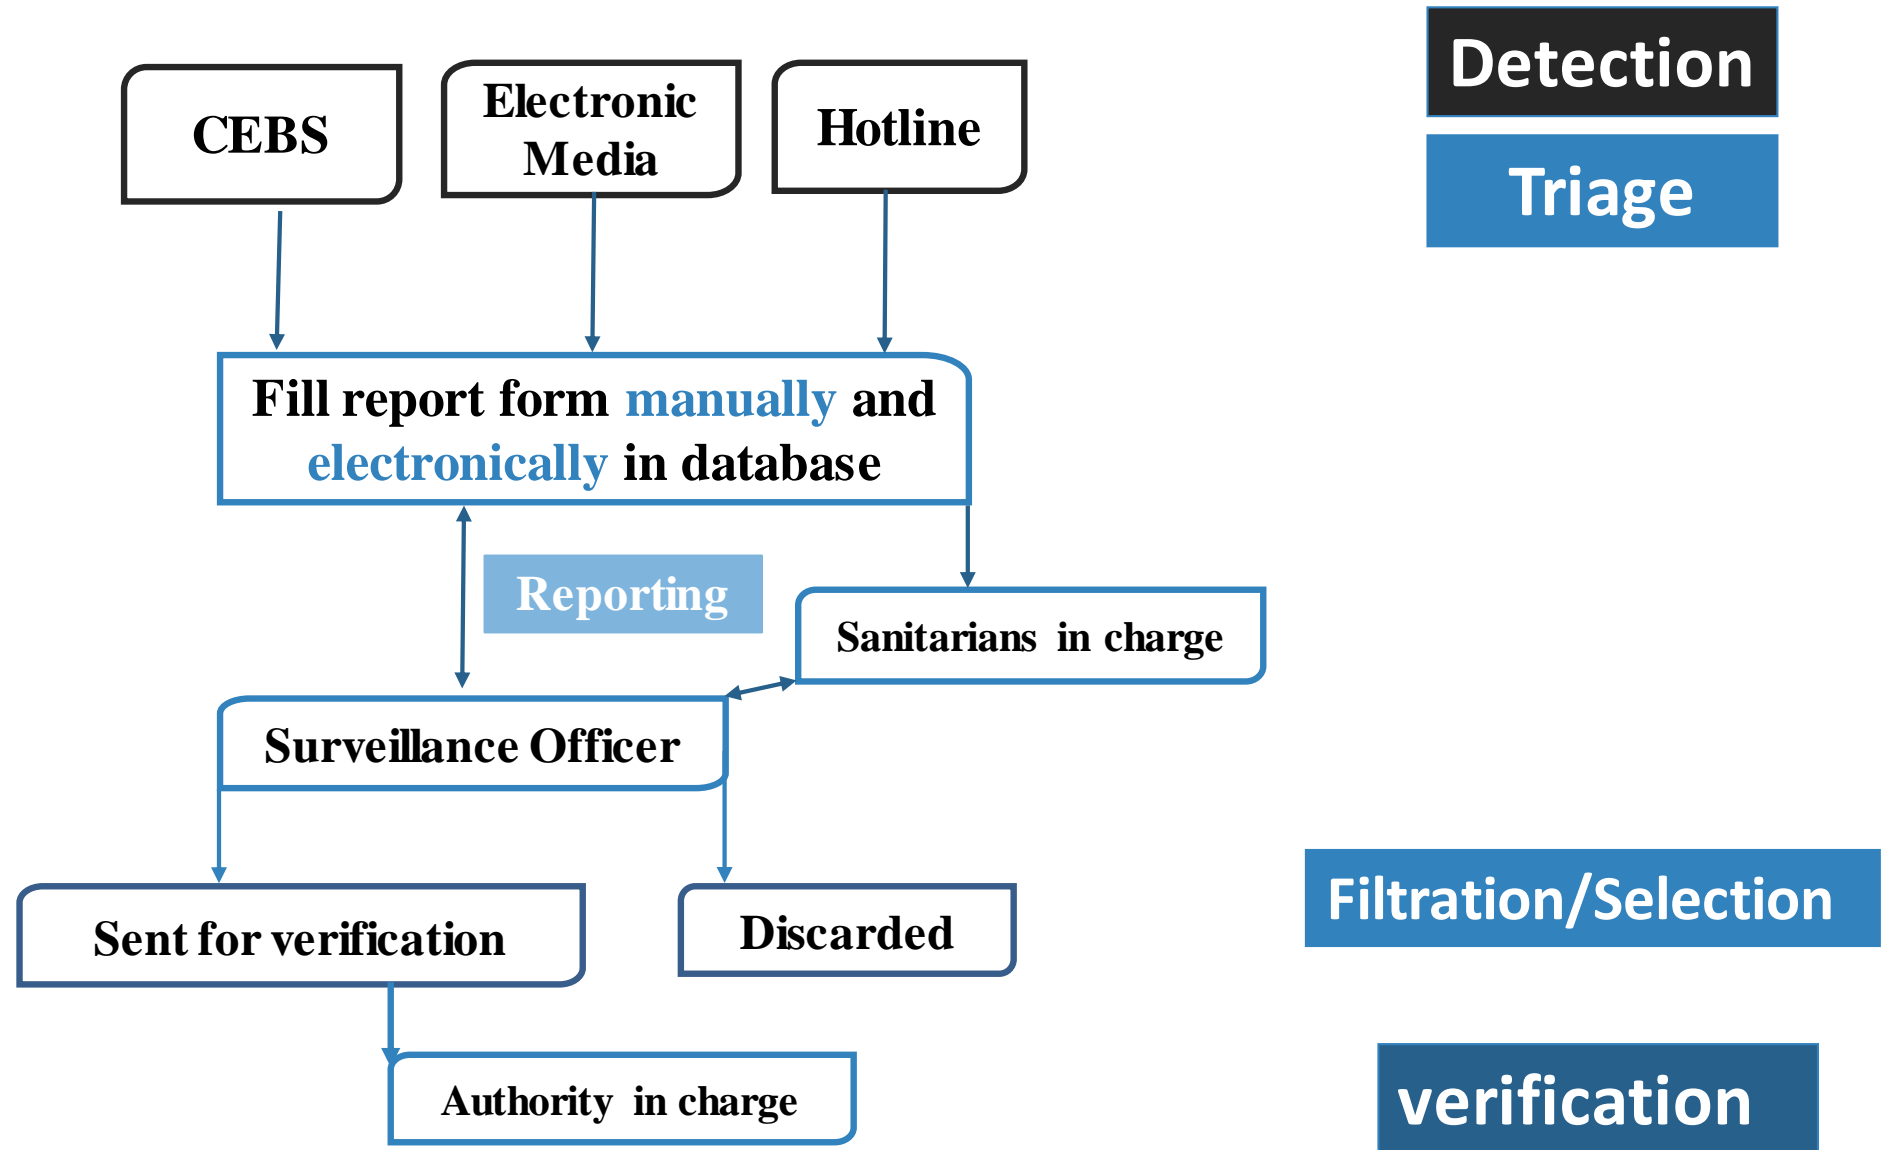 Detection
CEBS
Electronic
Media
Hotline
Triage
Fill report form manually and
electronically in database
Reporting
Sanitarians in charge
Surveillance Officer
Filtration/Selection
Sent for verification
Discarded
verification
Authority in charge